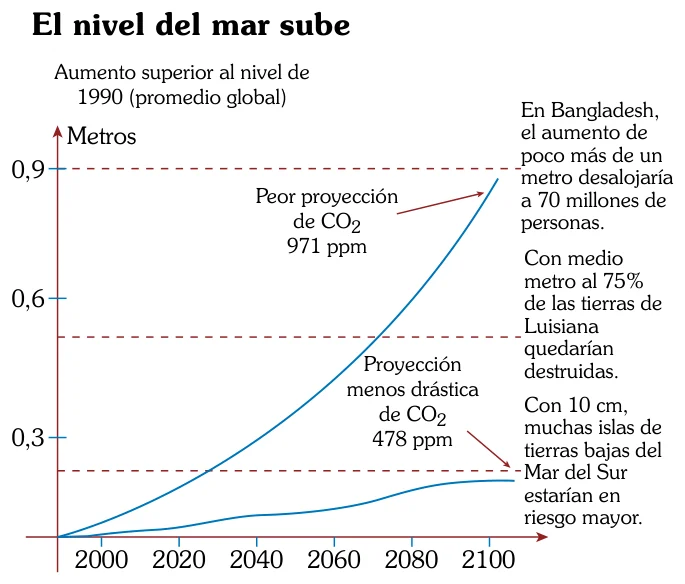 El nivel del mar sube
Aumento superior al nivel de
1990 (promedio global)
Metros
0,9
0,6
0,3
Peor proyección
de CO2
971 ppm
Proyección
menos drástica
de CO2
478 ppm
En Bangladesh,
el aumento de
poco más de un
metro desalojaría
a 70 millones de
personas.
Con medio
metro al 75%
de las tierras de
Luisiana
quedarían
destruidas.
Con 10 cm,
muchas islas de
tierras bajas del
Mar del Sur
estarían en
riesgo mayor.
2000 2020 2040 2060 2080 2100